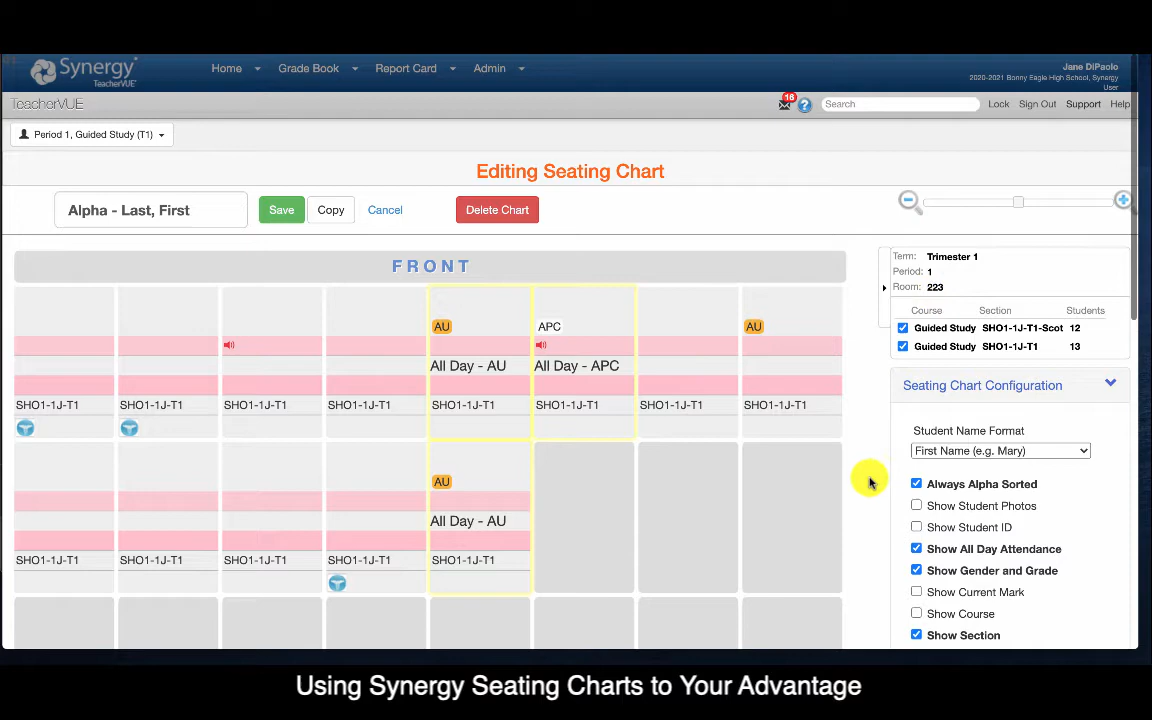 Synergy
TeacherVUE
Home Grade Book Report Card Admin
Jane DiPaolo
2020-2021 Bonny Eagle High School, Synergy
User
TeacherVUE
16 ? Search Lock Sign Out Support Help
Period 1, Guided Study (T1)
Editing Seating Chart
Alpha - Last, First Save Copy Cancel Delete Chart
FRONT
Term: Trimester 1
Period: 1
Room: 223
Course Section Students
Guided Study SHO1-1J-T1-Scot 12
Guided Study SHO1-1J-T1 13
AU APC AU
All Day - AU All Day - APC
SHO1-1J-T1 SHO1-1J-T1 SHO1-1J-T1 SHO1-1J-T1 SHO1-1J-T1 SHO1-1J-T1 SHO1-1J-T1 SHO1-1J-T1
AU
All Day - AU
SHO1-1J-T1 SHO1-1J-T1 SHO1-1J-T1 SHO1-1J-T1 SHO1-1J-T1
Seating Chart Configuration
Student Name Format
First Name (e.g. Mary)
Always Alpha Sorted
Show Student Photos
Show Student ID
Show All Day Attendance
Show Gender and Grade
Show Current Mark
Show Course
Show Section
Using Synergy Seating Charts to Your Advantage